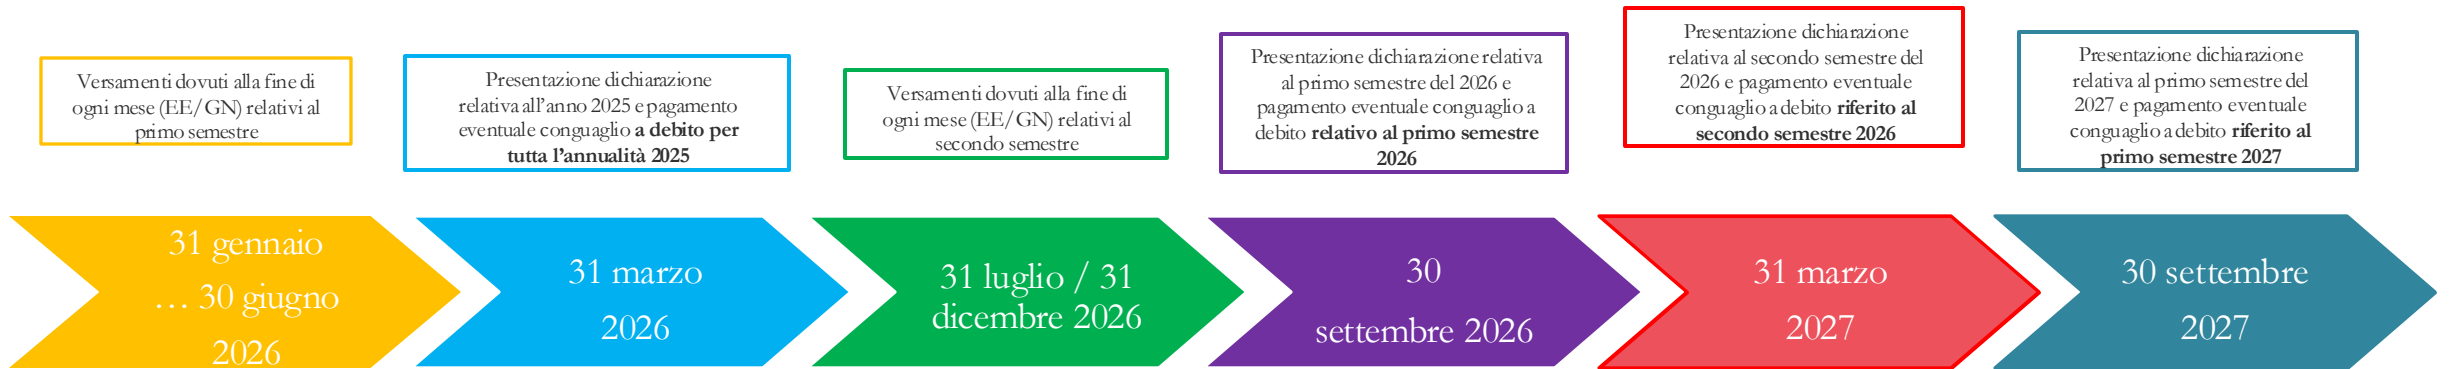 Versamenti dovuti alla fine di
ogni mese (EE/GN) relativi al
primo semestre
Presentazione dichiarazione
relativa all'anno 2025 e pagamento
eventuale conguaglio a debito per
tutta l'annualità 2025
Versamenti dovuti alla fine di
ogni mese (EE/GN) relativi al
secondo semestre
Presentazione dichiarazione relativa
al primo semestre del 2026 e
pagamento eventuale conguaglio a
debito relativo al primo semestre
2026
Presentazione dichiarazione
relativa al secondo semestre del
2026 e pagamento eventuale
conguaglio a debito riferito al
secondo semestre 2026
Presentazione dichiarazione
relativa al primo semestre del
2027 e pagamento eventuale
conguaglio a debito riferito al
primo semestre 2027
31 gennaio
… 30 giugno
2026
31 marzo
2026
31 luglio / 31
dicembre 2026
30
settembre 2026
31 marzo
2027
30 settembre
2027